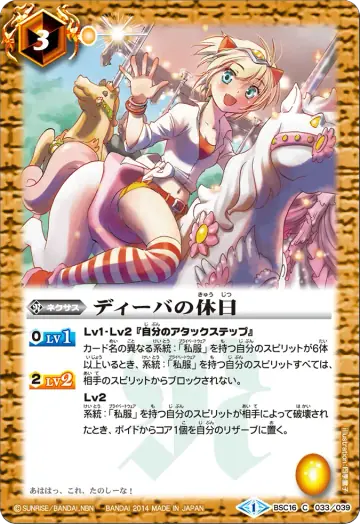 3
ネクサス
ディーバの休日
きゅう じつ
0 LV1
Lv1・Lv2『自分のアタックステップ』
カード名の異なる系統：「私服」を持つ自分のスピリットが6体
以上いるとき、系統：「私服」を持つ自分のスピリットすべては、
相手のスピリットからブロックされない。
2 LV2
Lv2
系統：「私服」を持つ自分のスピリットが相手によって破壊され
たとき、ボイドからコア1個を自分のリザーブに置く。
あははっ、これ、たのしーな！
©SUNRISE/BANDAI,NBN ©BANDAI 2014 MADE IN JAPAN
1
BSC16 C 033/039